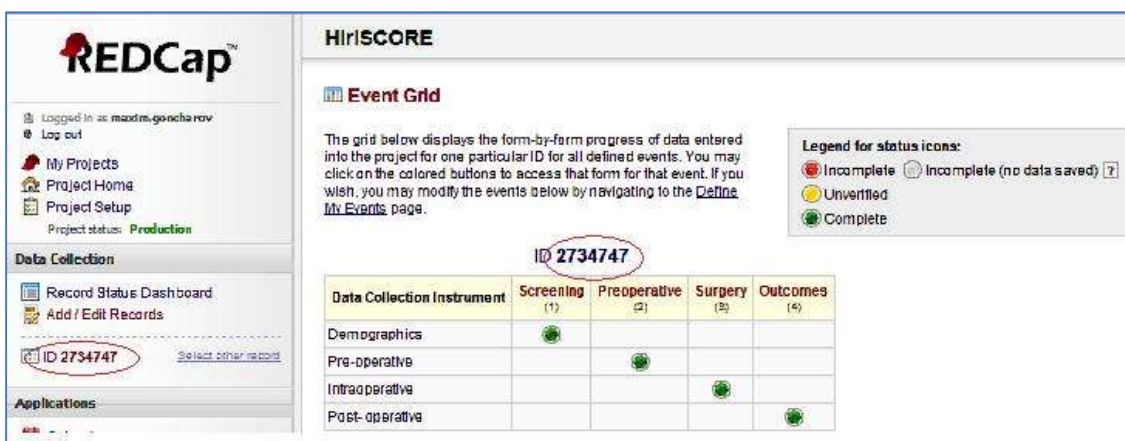 REDCap™
Logged in as maxim.goncharov
Log out
My Projects
Project Home
Project Setup
Project status: Production
Data Collection
Record Status Dashboard
Add / Edit Records
ID 2734747 Select other record
Applications
HiriSCORE
Event Grid
The grid below displays the form-by-form progress of data entered
into the project for one particular ID for all defined events. You may
click on the colored buttons to access that form for that event. If you
wish, you may modify the events below by navigating to the Define
My Events page.
Legend for status icons:
Incomplete Incomplete (no data saved) ?
Unverified
Complete
ID 2734747
Data Collection Instrument Screening (1) Preoperative (2) Surgery (3) Outcomes (4)
Demographics
Pre-operative
Intraoperative
Post- operative